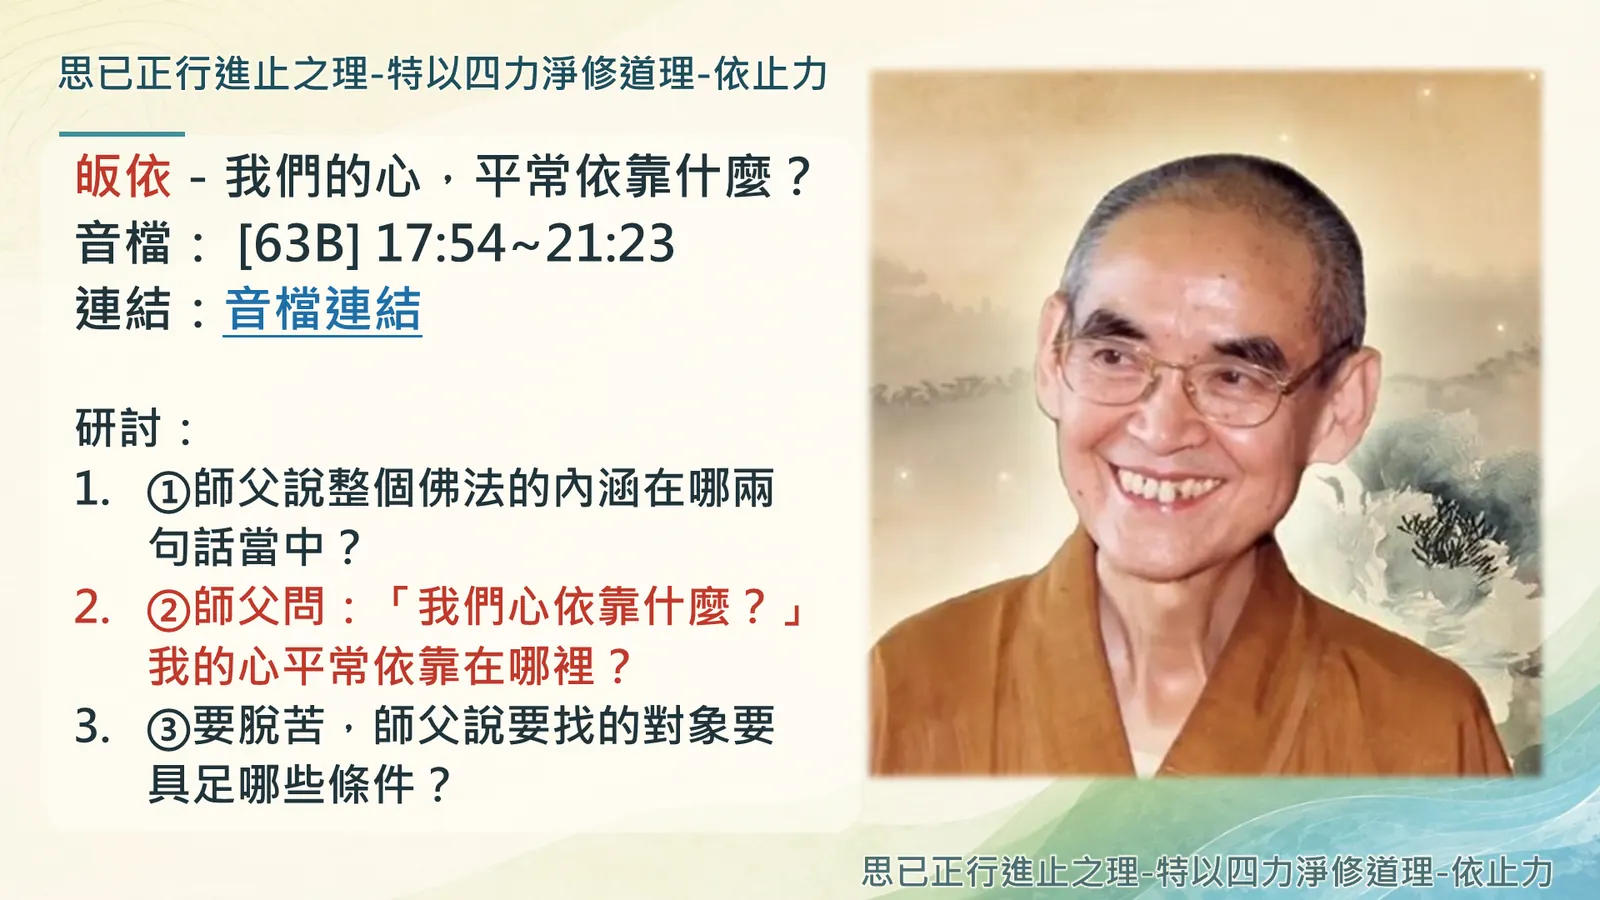 思已正行進止之理-特以四力淨修道理-依止力
皈依 - 我們的心，平常依靠什麼？
音檔： [63B] 17:54~21:23
連結：音檔連結
研討：
1. ①師父說整個佛法的內涵在哪兩
句話當中？
2. ②師父問：「我們心依靠什麼？」
我的心平常依靠在哪裡？
3. ③要脫苦，師父說要找的對象要
具足哪些條件？
思已正行進止之理-特以四力淨修道理-依止力